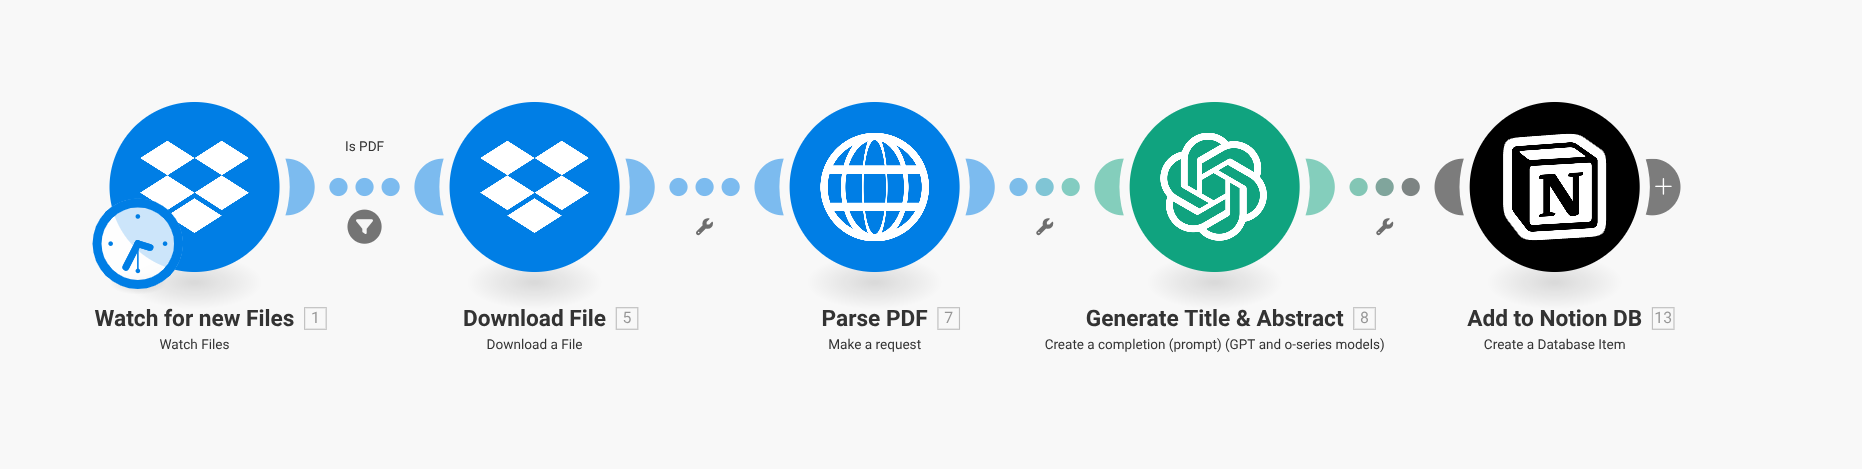 Is PDF
Watch for new Files 1
Watch Files
Download File 5
Download a File
Parse PDF 7
Make a request
Generate Title & Abstract 8
Create a completion (prompt) (GPT and o-series models)
N
Add to Notion DB 13
Create a Database Item